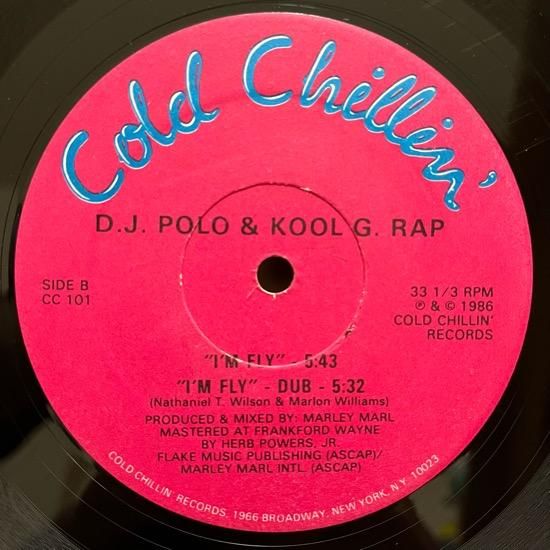 Cold Chillin'
D.J. POLO & KOOL G. RAP
SIDE B
CC 101
33 1/3 RPM
℗ & © 1986
COLD CHILLIN'
RECORDS
"I'M FLY" - 5:43
"I'M FLY" - DUB - 5:32
(Nathaniel T. Wilson & Marlon Williams)
PRODUCED & MIXED BY: MARLEY MARL
MASTERED AT FRANKFORD WAYNE
BY HERB POWERS, JR.
FLAKE MUSIC PUBLISHING (ASCAP)/
MARLEY MARL INTL. (ASCAP)
COLD CHILLIN' RECORDS, 1966 BROADWAY, NEW YORK, N.Y. 10023